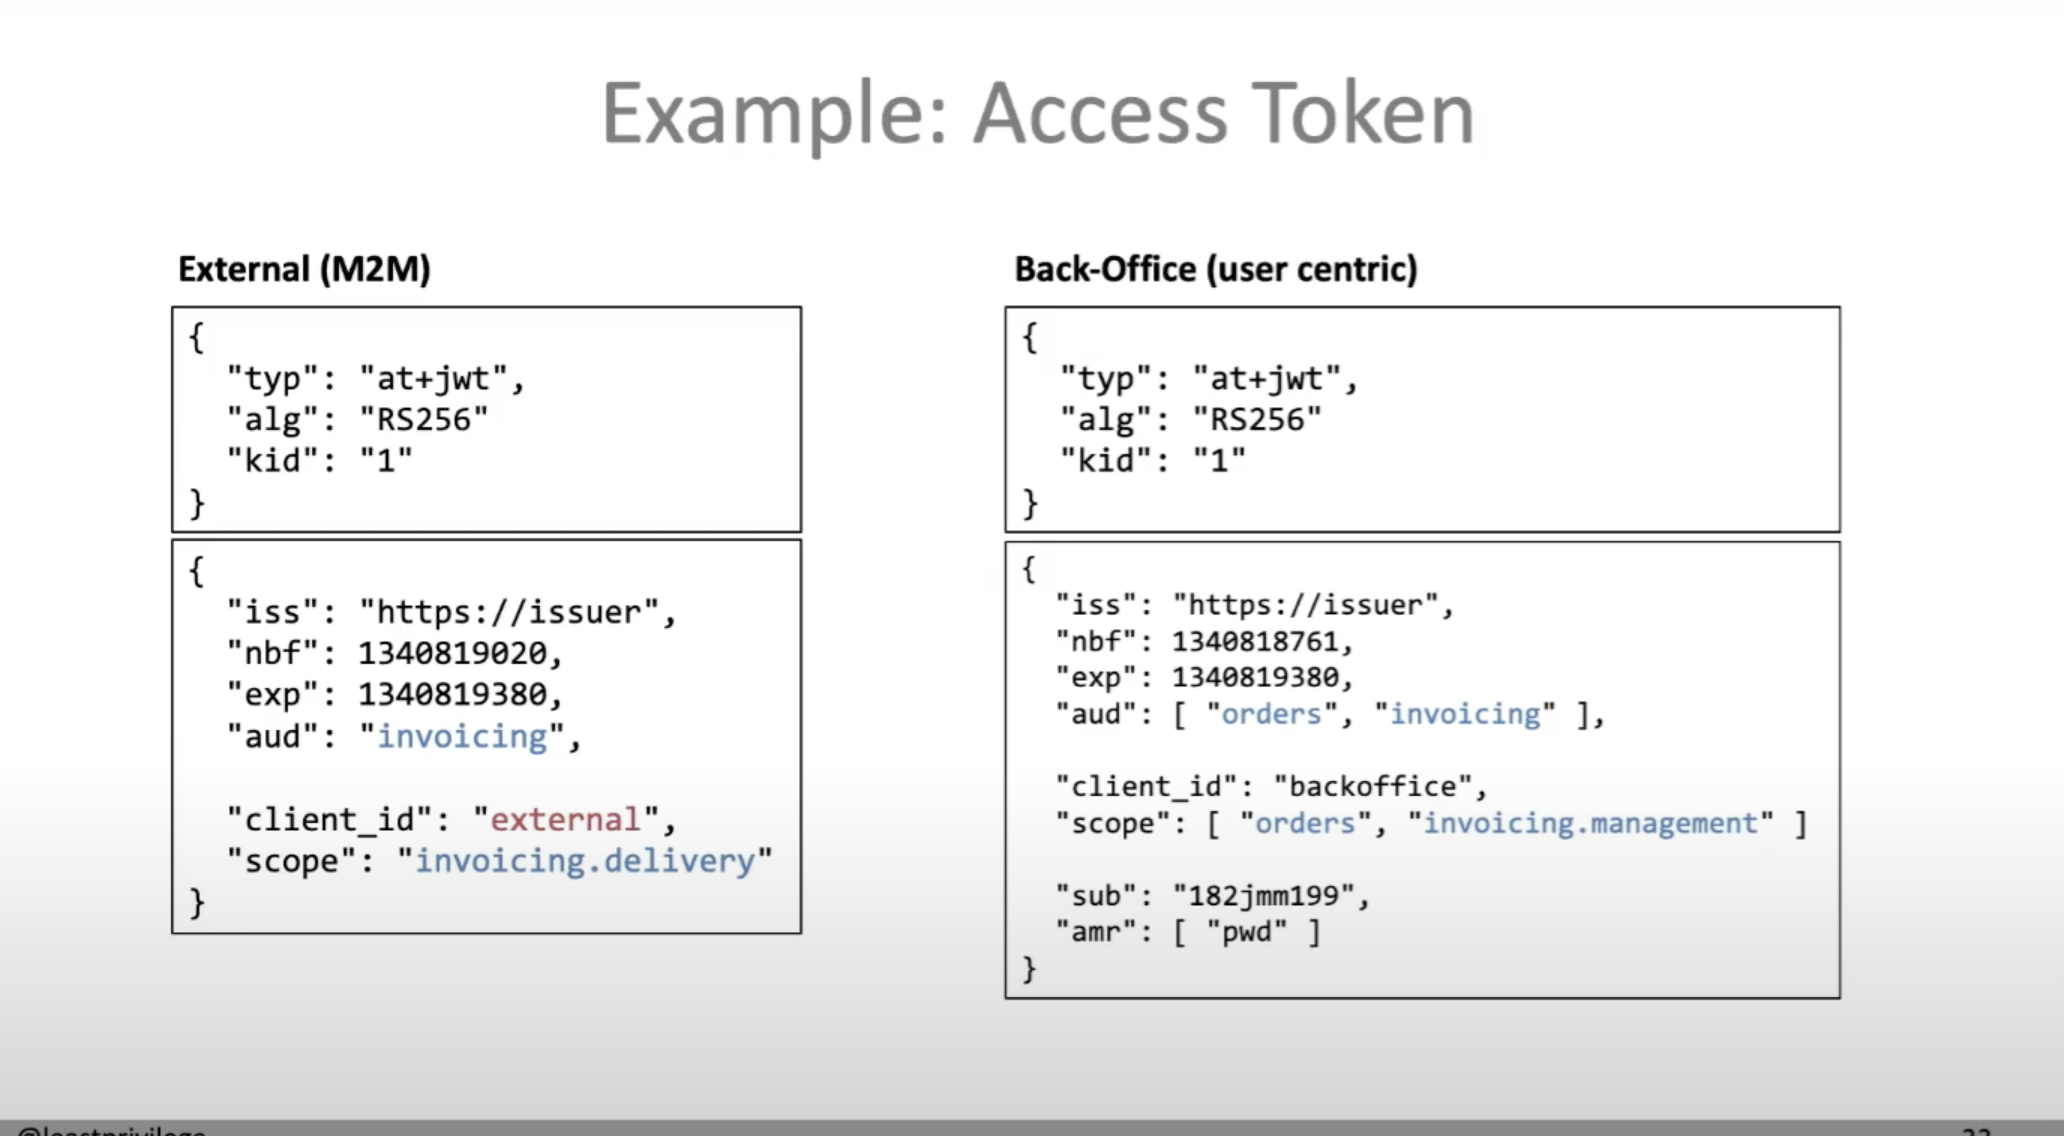 Example: Access Token
External (M2M)
{
"typ": "at+jwt",
"alg": "RS256"
"kid": "1"
}
{
"iss": "https://issuer",
"nbf": 1340819020,
"exp": 1340819380,
"aud": "invoicing",
"client_id": "external",
"scope": "invoicing.delivery"
}
Back-Office (user centric)
{
"typ": "at+jwt",
"alg": "RS256"
"kid": "1"
}
{
"iss": "https://issuer",
"nbf": 1340818761,
"exp": 1340819380,
"aud": [ "orders", "invoicing" ],
"client_id": "backoffice",
"scope": [ "orders", "invoicing.management" ]
"sub": "182jmm199",
"amr": [ "pwd" ]
}
@leastprivilege